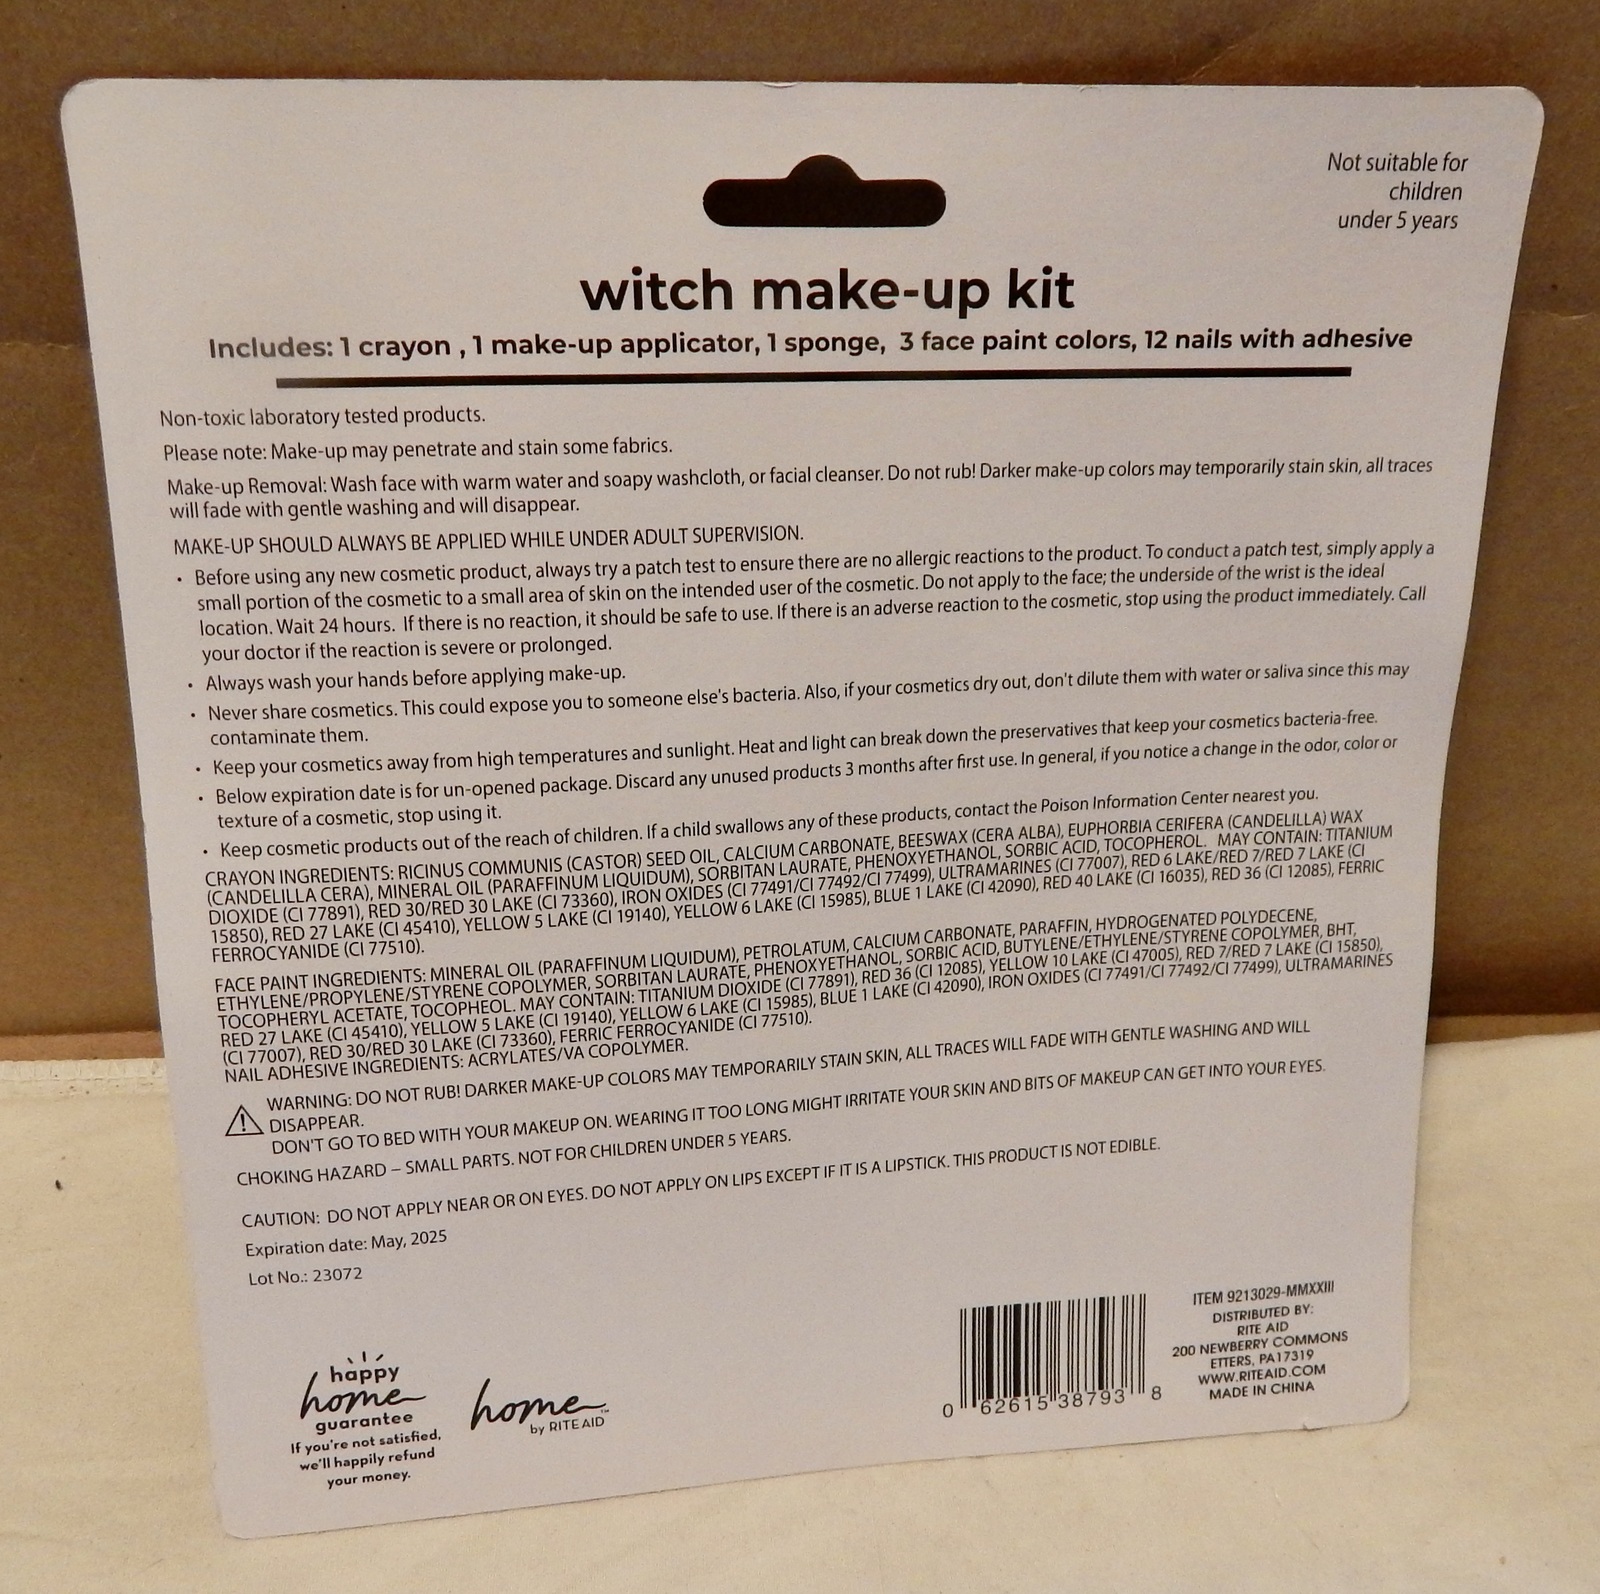 Not suitable for
children
under 5 years
witch make-up kit
Includes: 1 crayon , 1 make-up applicator, 1 sponge, 3 face paint colors, 12 nails with adhesive
Non-toxic laboratory tested products.
Please note: Make-up may penetrate and stain some fabrics.
Make-up Removal: Wash face with warm water and soapy washcloth, or facial cleanser. Do not rub! Darker make-up colors may temporarily stain skin, all traces
will fade with gentle washing and will disappear.
MAKE-UP SHOULD ALWAYS BE APPLIED WHILE UNDER ADULT SUPERVISION.
• Before using any new cosmetic product, always try a patch test to ensure there are no allergic reactions to the product. To conduct a patch test, simply apply a
small portion of the cosmetic to a small area of skin on the intended user of the cosmetic. Do not apply to the face; the underside of the wrist is the ideal
location. Wait 24 hours. If there is no reaction, it should be safe to use. If there is an adverse reaction to the cosmetic, stop using the product immediately. Call
your doctor if the reaction is severe or prolonged.
• Always wash your hands before applying make-up.
• Never share cosmetics. This could expose you to someone else's bacteria. Also, if your cosmetics dry out, don't dilute them with water or saliva since this may
contaminate them.
• Keep your cosmetics away from high temperatures and sunlight. Heat and light can break down the preservatives that keep your cosmetics bacteria-free.
• Below expiration date is for un-opened package. Discard any unused products 3 months after first use. In general, if you notice a change in the odor, color or
texture of a cosmetic, stop using it.
• Keep cosmetic products out of the reach of children. If a child swallows any of these products, contact the Poison Information Center nearest you.
CRAYON INGREDIENTS: RICINUS COMMUNIS (CASTOR) SEED OIL, CALCIUM CARBONATE, BEESWAX (CERA ALBA), EUPHORBIA CERIFERA (CANDELILLA) WAX
(CANDELILLA CERA), MINERAL OIL (PARAFFINUM LIQUIDUM), SORBITAN LAURATE, PHENOXYETHANOL, SORBIC ACID, TOCOPHEROL. MAY CONTAIN: TITANIUM
DIOXIDE (CI 77891), RED 30/RED 30 LAKE (CI 73360), IRON OXIDES (CI 77491/CI 77492/CI 77499), ULTRAMARINES (CI 77007), RED 6 LAKE/RED 7/RED 7 LAKE (CI
15850), RED 27 LAKE (CI 45410), YELLOW 5 LAKE (CI 19140), YELLOW 6 LAKE (CI 15985), BLUE 1 LAKE (CI 42090), RED 40 LAKE (CI 16035), RED 36 (CI 12085), FERRIC
FERROCYANIDE (CI 77510).
FACE PAINT INGREDIENTS: MINERAL OIL (PARAFFINUM LIQUIDUM), PETROLATUM, CALCIUM CARBONATE, PARAFFIN, HYDROGENATED POLYDECENE,
ETHYLENE/PROPYLENE/STYRENE COPOLYMER, SORBITAN LAURATE, PHENOXYETHANOL, SORBIC ACID, BUTYLENE/ETHYLENE/STYRENE COPOLYMER, BHT,
TOCOPHERYL ACETATE, TOCOPHEOL. MAY CONTAIN: TITANIUM DIOXIDE (CI 77891), RED 36 (CI 12085), YELLOW 10 LAKE (CI 47005), RED 7/RED 7 LAKE (CI 15850),
RED 27 LAKE (CI 45410), YELLOW 5 LAKE (CI 19140), YELLOW 6 LAKE (CI 15985), BLUE 1 LAKE (CI 42090), IRON OXIDES (CI 77491/CI 77492/CI 77499), ULTRAMARINES
(CI 77007), RED 30/RED 30 LAKE (CI 73360), FERRIC FERROCYANIDE (CI 77510).
NAIL ADHESIVE INGREDIENTS: ACRYLATES/VA COPOLYMER.
WARNING: DO NOT RUB! DARKER MAKE-UP COLORS MAY TEMPORARILY STAIN SKIN, ALL TRACES WILL FADE WITH GENTLE WASHING AND WILL
DISAPPEAR.
DON'T GO TO BED WITH YOUR MAKEUP ON. WEARING IT TOO LONG MIGHT IRRITATE YOUR SKIN AND BITS OF MAKEUP CAN GET INTO YOUR EYES.
CHOKING HAZARD – SMALL PARTS. NOT FOR CHILDREN UNDER 5 YEARS.
CAUTION: DO NOT APPLY NEAR OR ON EYES. DO NOT APPLY ON LIPS EXCEPT IF IT IS A LIPSTICK. THIS PRODUCT IS NOT EDIBLE.
Expiration date: May, 2025
Lot No.: 23072
happy
home
guarantee
If you're not satisfied,
we'll happily refund
your money.
home™
by RITE AID
0 62615 38793 8
ITEM 9213029-MMXXIII
DISTRIBUTED BY:
RITE AID
200 NEWBERRY COMMONS
ETTERS, PA17319
WWW.RITEAID.COM
MADE IN CHINA